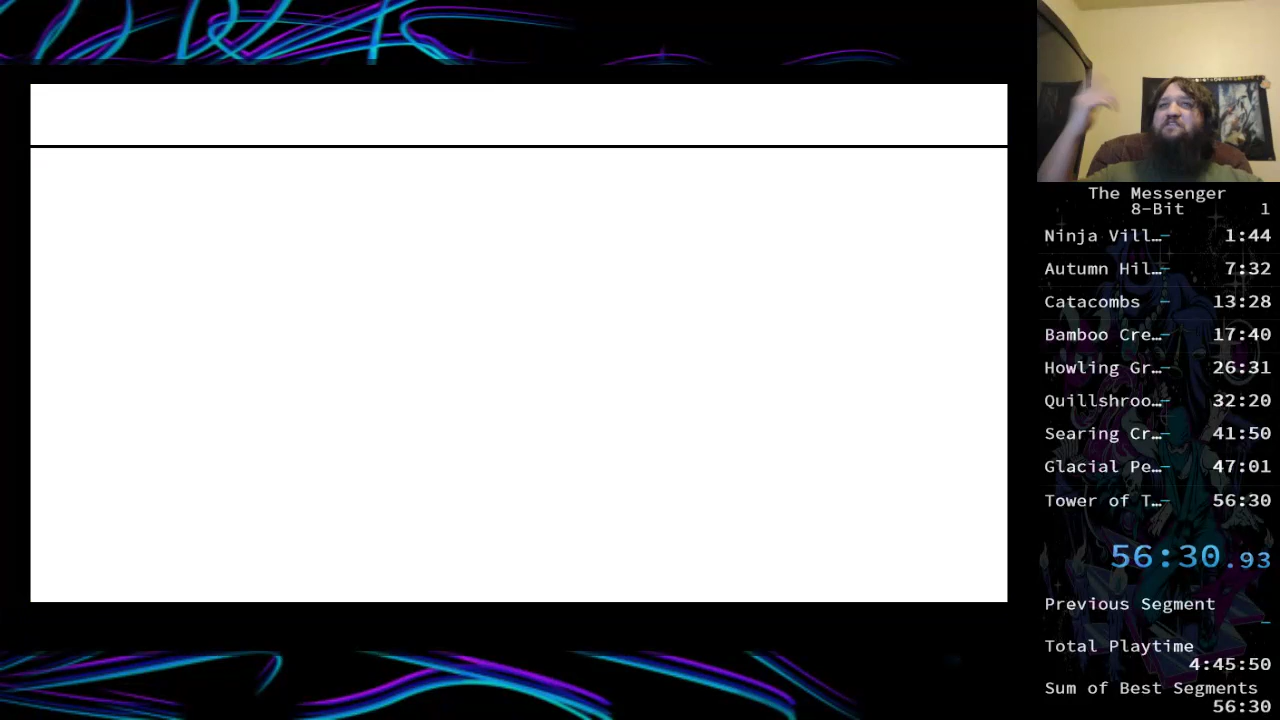 The Messenger
8-Bit 1
Ninja Vill…– 1:44
Autumn Hil…– 7:32
Catacombs – 13:28
Bamboo Cre…– 17:40
Howling Gr…– 26:31
Quillshroo…– 32:20
Searing Cr…– 41:50
Glacial Pe…– 47:01
Tower of T…– 56:30
56:30.93
Previous Segment
–
Total Playtime
4:45:50
Sum of Best Segments
56:30